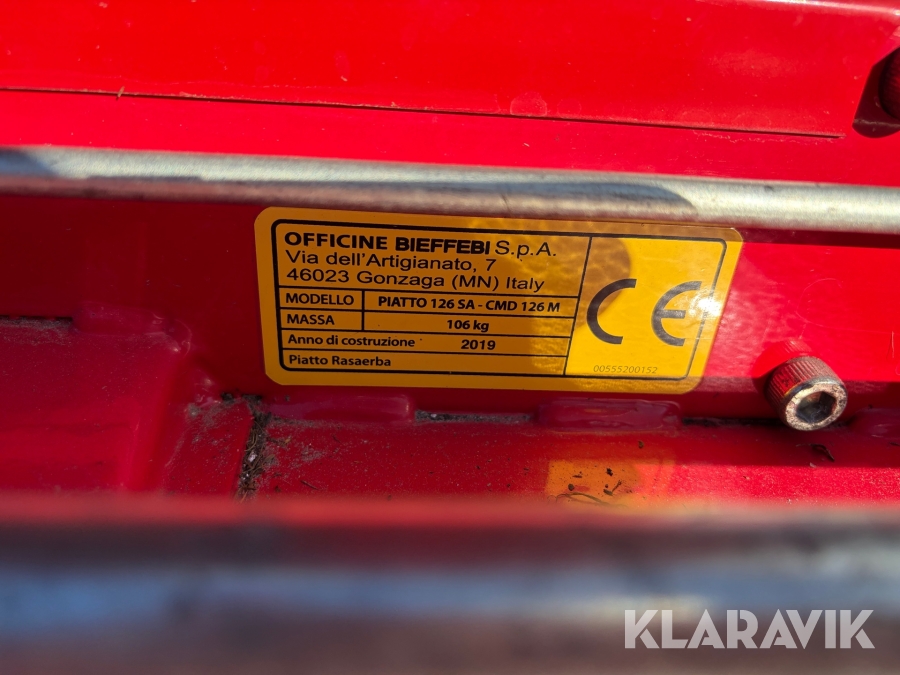 OFFICINE BIEFFEBI S.p.A.
Via dell'Artigianato, 7
46023 Gonzaga (MN) Italy
MODELLO PIATTO 126 SA - CMD 126 M
MASSA 106 kg
Anno di costruzione 2019
Piatto Rasaerba
CE
00555200152
KLARAVIK